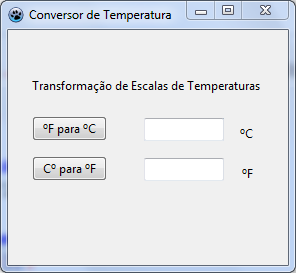 Conversor de Temperatura
Transformação de Escalas de Temperaturas
ºF para ºC
ºC
Cº para ºF
ºF